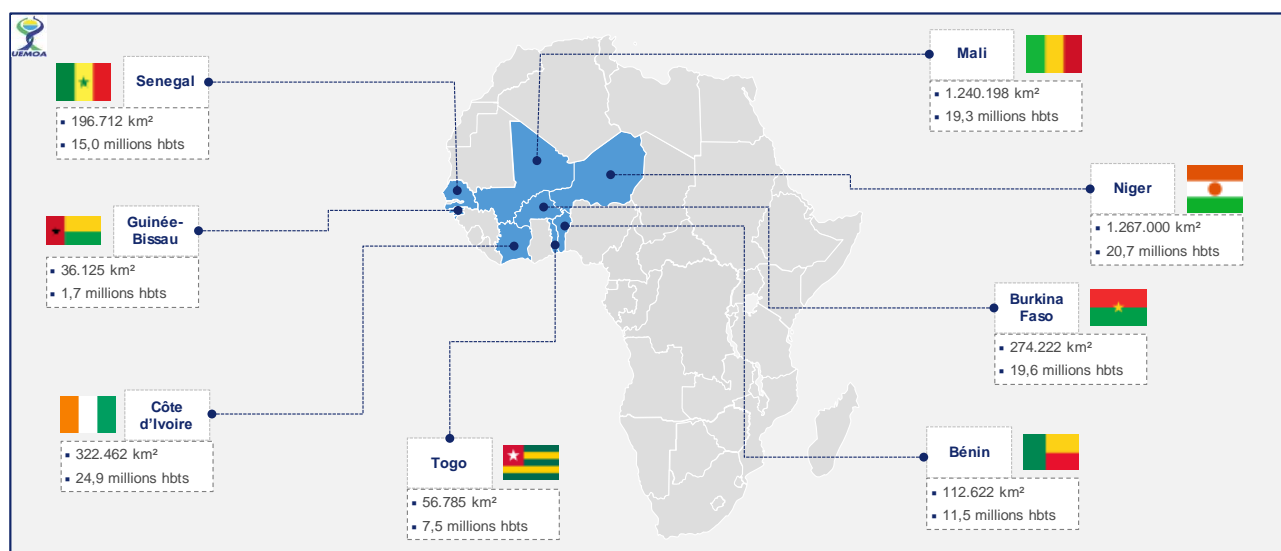 UEMOA
Senegal
▪ 196.712 km²
▪ 15,0 millions hbts
Guinée-
Bissau
▪ 36.125 km²
▪ 1,7 millions hbts
Côte
d’Ivoire
▪ 322.462 km²
▪ 24,9 millions hbts
Togo
▪ 56.785 km²
▪ 7,5 millions hbts
Mali
▪ 1.240.198 km²
▪ 19,3 millions hbts
Niger
▪ 1.267.000 km²
▪ 20,7 millions hbts
Burkina
Faso
▪ 274.222 km²
▪ 19,6 millions hbts
Bénin
▪ 112.622 km²
▪ 11,5 millions hbts